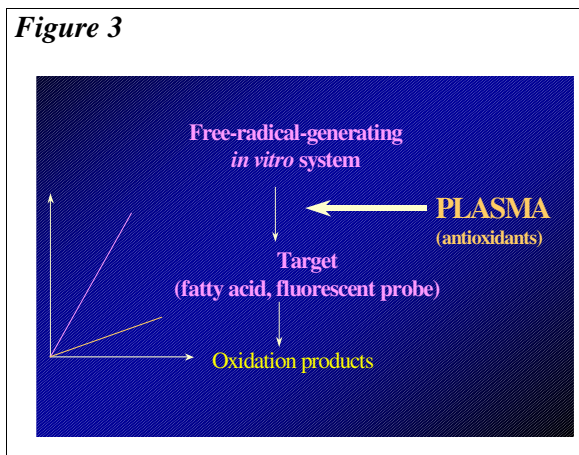 Figure 3
Free-radical-generating
in vitro system
PLASMA
(antioxidants)
Target
(fatty acid, fluorescent probe)
Oxidation products